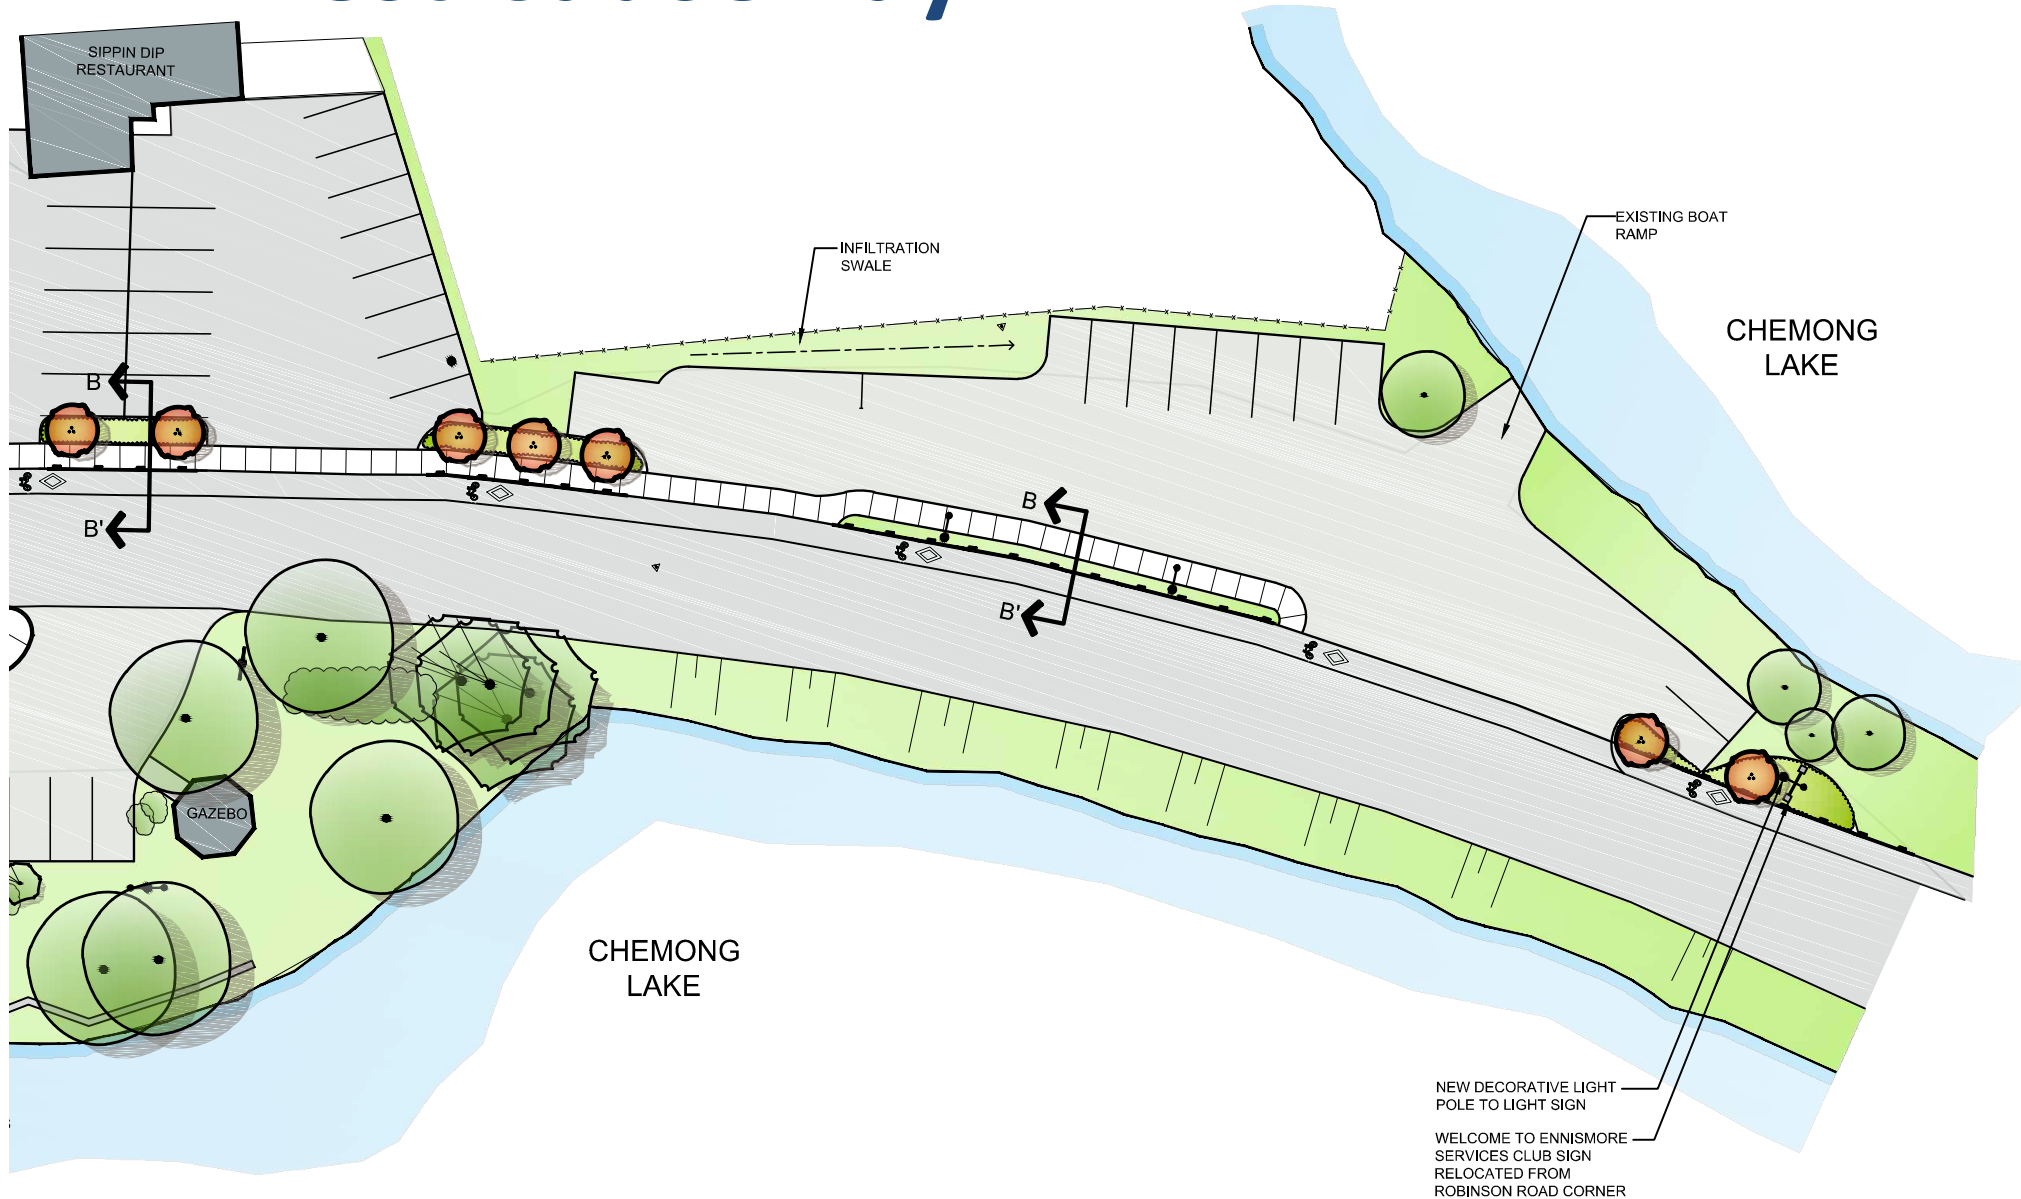 SIPPIN DIP
RESTAURANT
INFILTRATION
SWALE
EXISTING BOAT
RAMP
CHEMONG
LAKE
B
B'
B
B'
GAZEBO
CHEMONG
LAKE
NEW DECORATIVE LIGHT
POLE TO LIGHT SIGN
WELCOME TO ENNISMORE
SERVICES CLUB SIGN
RELOCATED FROM
ROBINSON ROAD CORNER